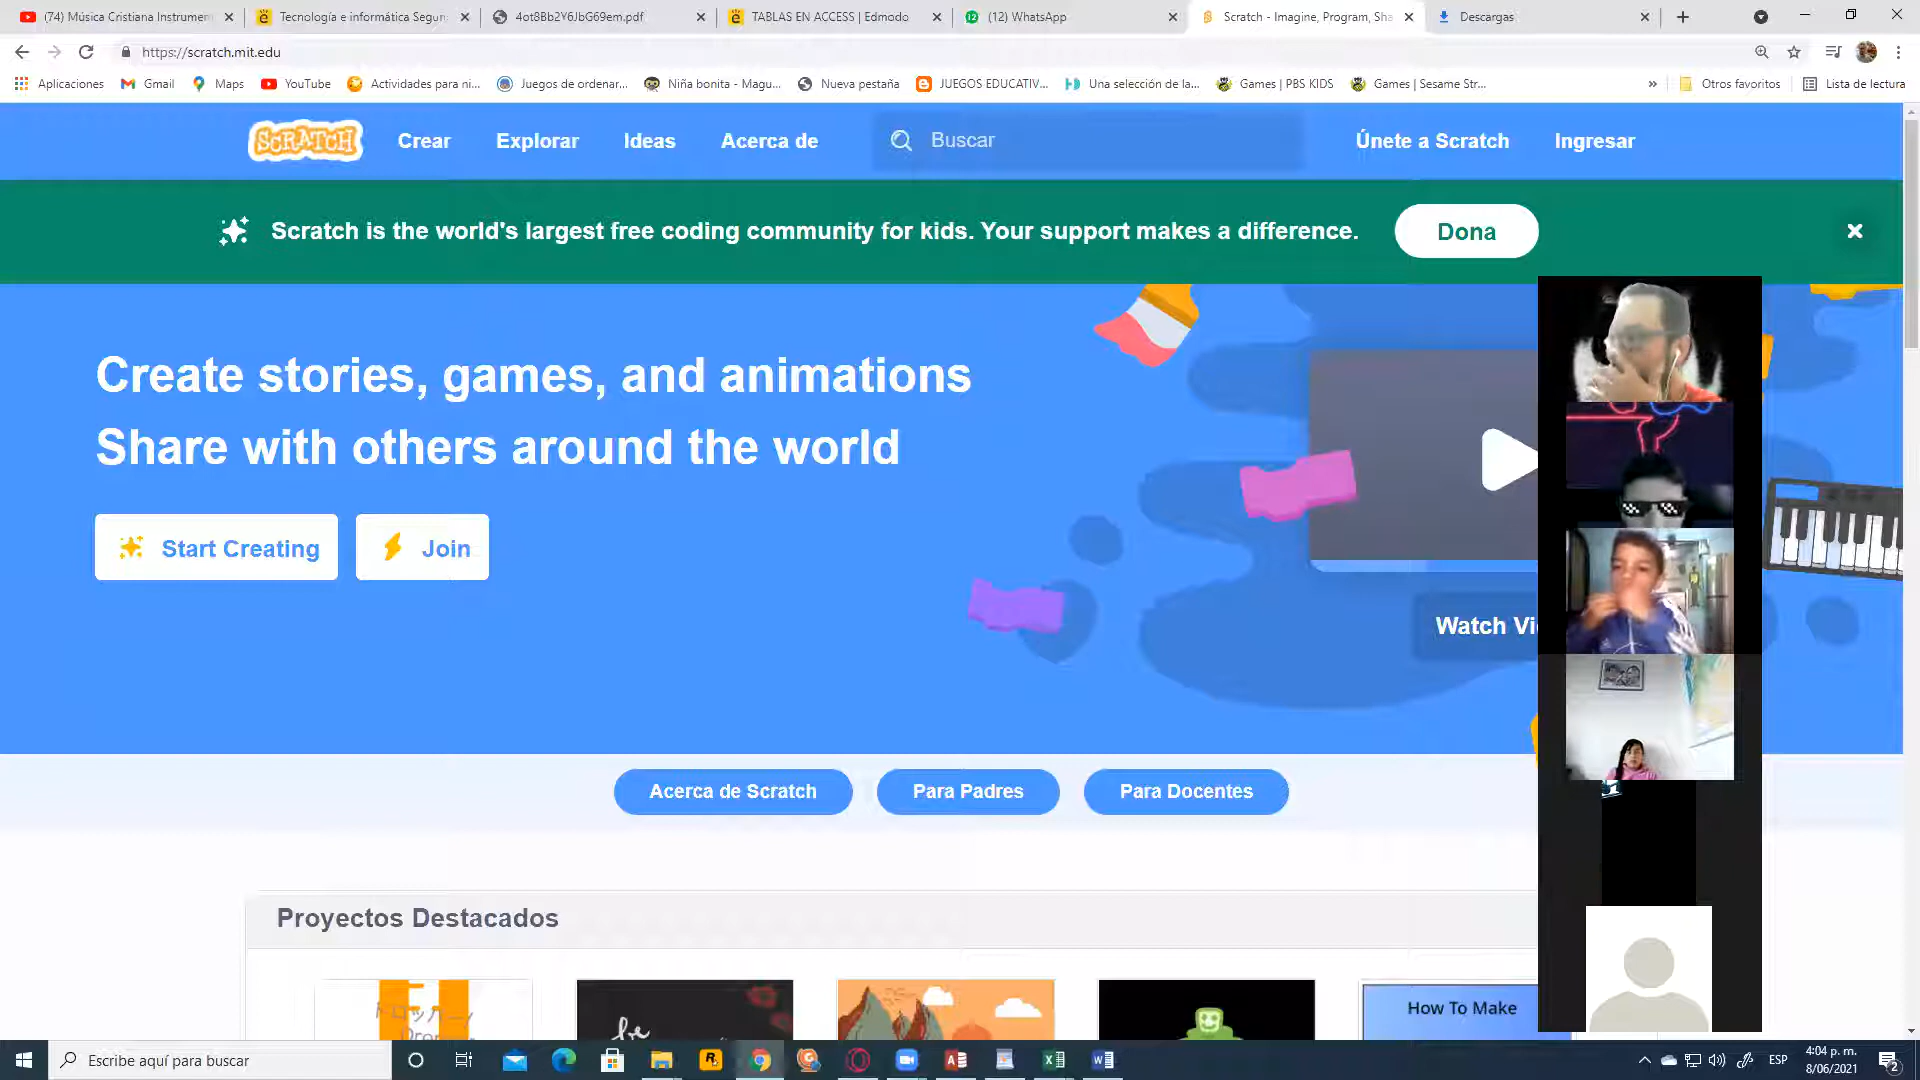 (74) Música Cristiana Instrumen
Tecnología e informática Segun
4ot8Bb2Y6JbG69em.pdf
TABLAS EN ACCESS | Edmodo
(12) WhatsApp
Scratch - Imagine, Program, Sha
Descargas
https://scratch.mit.edu
Aplicaciones
Gmail
Maps
YouTube
Actividades para ni...
Juegos de ordenar...
Niña bonita - Magu...
Nueva pestaña
JUEGOS EDUCATIV...
Una selección de la...
Games | PBS KIDS
Games | Sesame Str...
»
Otros favoritos
Lista de lectura
SCRATCH
Crear
Explorar
Ideas
Acerca de
Buscar
Únete a Scratch
Ingresar
Scratch is the world's largest free coding community for kids. Your support makes a difference.
Dona
Create stories, games, and animations
Share with others around the world
Start Creating
Join
Watch Vi
Acerca de Scratch
Para Padres
Para Docentes
Proyectos Destacados
be
How To Make
Escribe aquí para buscar
ESP
4:04 p. m.
8/06/2021
2